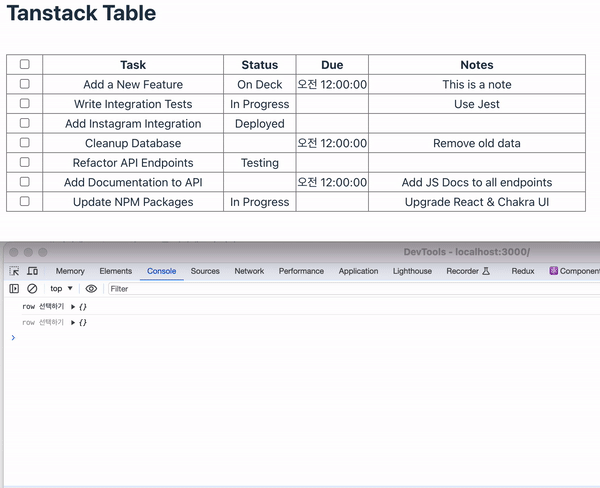 Tanstack Table
Task Status Due Notes
Add a New Feature On Deck 오전 12:00:00 This is a note
Write Integration Tests In Progress Use Jest
Add Instagram Integration Deployed
Cleanup Database 오전 12:00:00 Remove old data
Refactor API Endpoints Testing
Add Documentation to API 오전 12:00:00 Add JS Docs to all endpoints
Update NPM Packages In Progress Upgrade React & Chakra UI
DevTools - localhost:3000/
Memory Elements Console Sources Network Performance Application Lighthouse Recorder Redux Component
top ▼ Filter
row 선택하기 ▶ {}
row 선택하기 ▶ {}
>